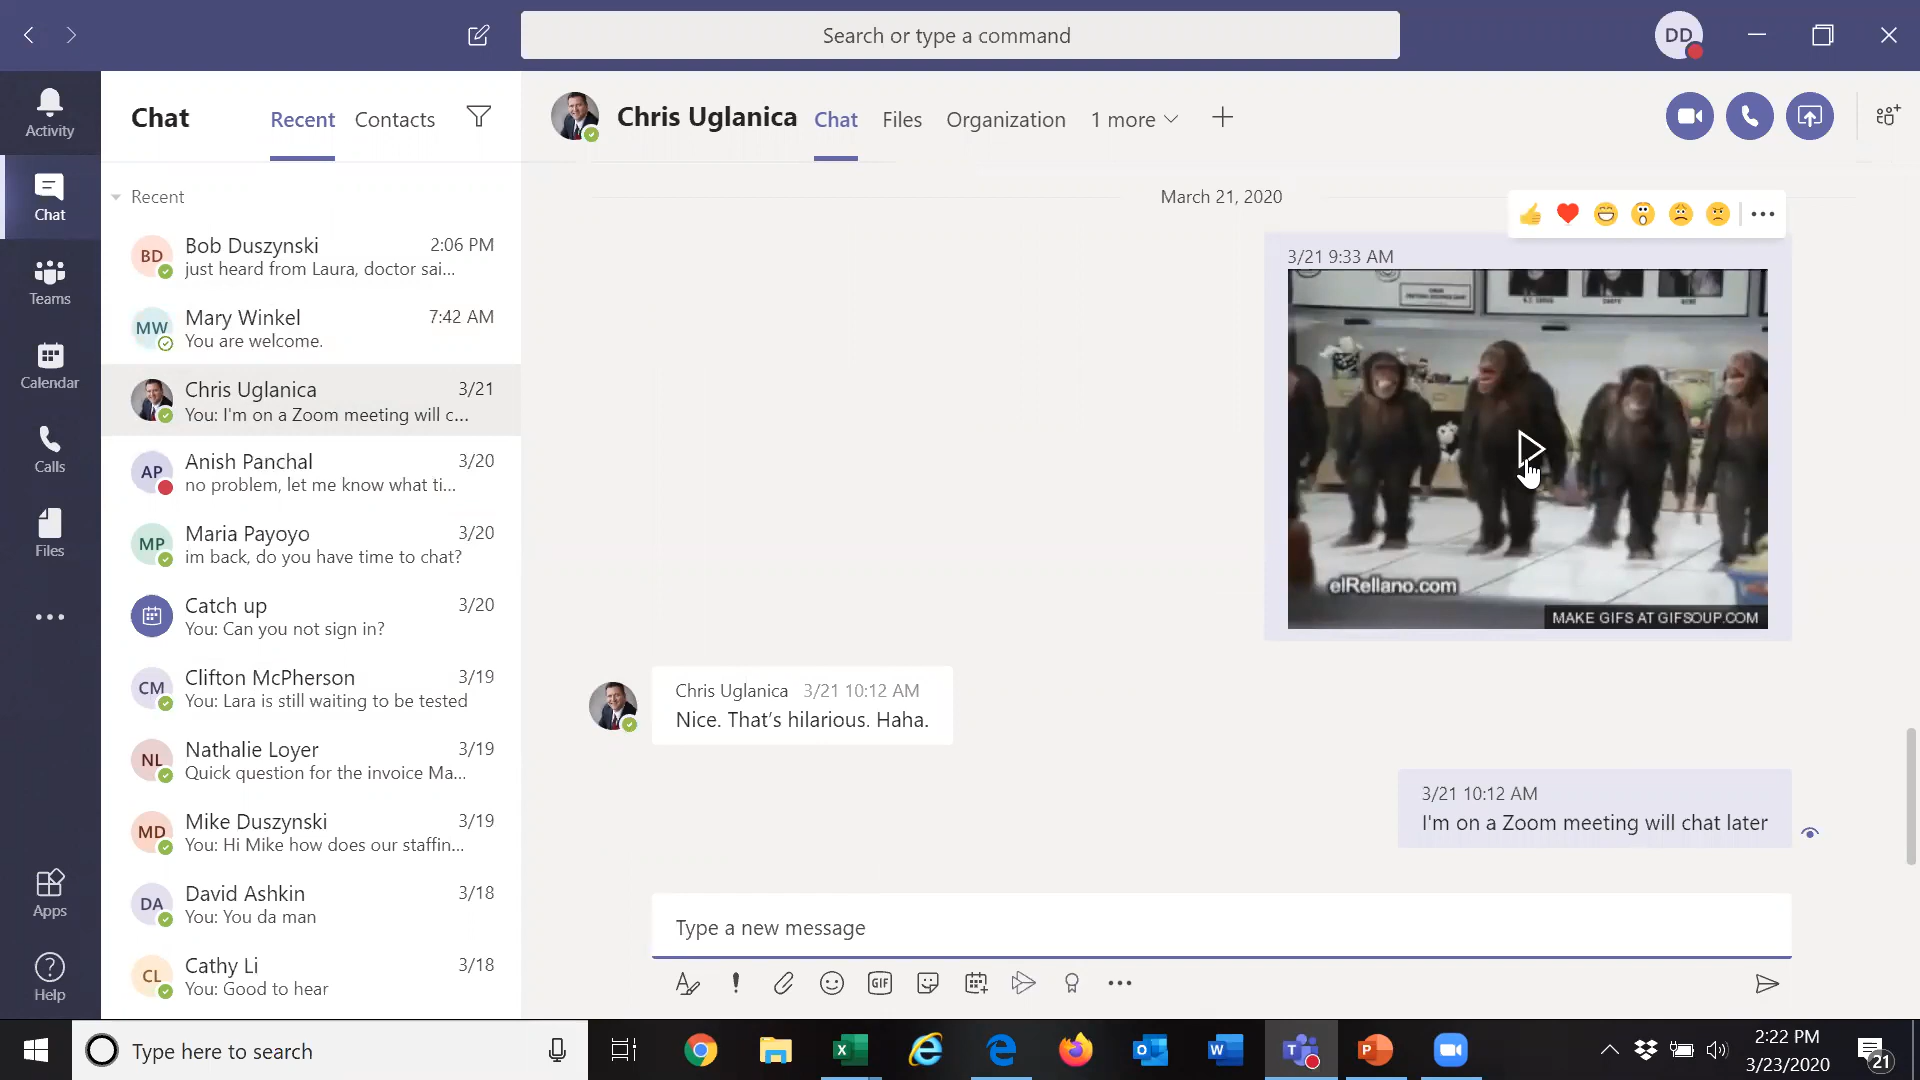 Search or type a command
DD
Activity
Chat
Teams
Calendar
Calls
Files
Apps
Help
Chat
Recent
Contacts
Recent
BD
Bob Duszynski
2:06 PM
just heard from Laura, doctor sai...
MW
Mary Winkel
7:42 AM
You are welcome.
Chris Uglanica
3/21
You: I'm on a Zoom meeting will c...
AP
Anish Panchal
3/20
no problem, let me know what ti...
MP
Maria Payoyo
3/20
im back, do you have time to chat?
Catch up
3/20
You: Can you not sign in?
CM
Clifton McPherson
3/19
You: Lara is still waiting to be tested
NL
Nathalie Loyer
3/19
Quick question for the invoice Ma...
MD
Mike Duszynski
3/19
You: Hi Mike how does our staffin...
DA
David Ashkin
3/18
You: You da man
CL
Cathy Li
3/18
You: Good to hear
Chris Uglanica
Chat
Files
Organization
1 more
March 21, 2020
3/21 9:33 AM
elRellano.com
MAKE GIFS AT GIFSOUP.COM
Chris Uglanica 3/21 10:12 AM
Nice. That’s hilarious. Haha.
3/21 10:12 AM
I'm on a Zoom meeting will chat later
Type a new message
GIF
Type here to search
2:22 PM
3/23/2020
21